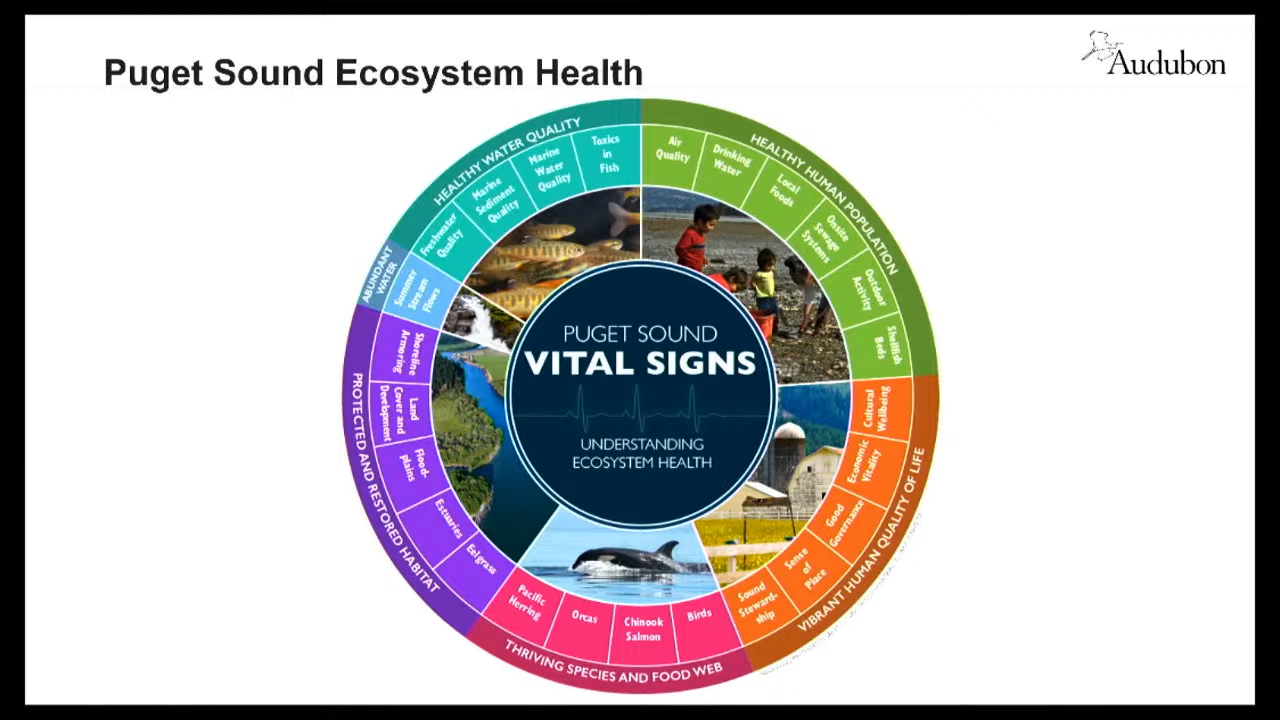 Puget Sound Ecosystem Health
Audubon
HEALTHY WATER QUALITY
Freshwater
Quality
Marine
Sediment
Quality
Marine
Water
Quality
Toxics
in
Fish
HEALTHY HUMAN POPULATION
Air
Quality
Drinking
Water
Local
Foods
Onsite
Sewage
Systems
Outdoor
Activity
Shellfish
Beds
VIBRANT HUMAN QUALITY OF LIFE
Cultural
Wellbeing
Economic
Vitality
Good
Governance
Sense
of
Place
Sound
Steward-
ship
THRIVING SPECIES AND FOOD WEB
Birds
Chinook
Salmon
Orcas
Pacific
Herring
PROTECTED AND RESTORED HABITAT
Eelgrass
Estuaries
Flood-
plains
Land
Cover and
Development
Shoreline
Armoring
ABUNDANT
WATER
Summer
Stream
Flows
PUGET SOUND
VITAL SIGNS
UNDERSTANDING
ECOSYSTEM HEALTH